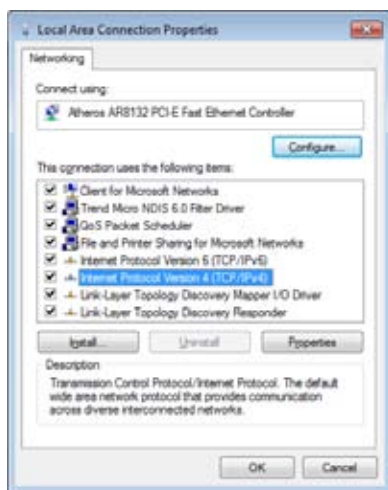 Local Area Connection Properties
Networking
Connect using:
Atheros AR8132 PCI-E Fast Ethernet Controller
Configure...
This connection uses the following items:
Client for Microsoft Networks
Trend Micro NDIS 6.0 Filter Driver
QoS Packet Scheduler
File and Printer Sharing for Microsoft Networks
Internet Protocol Version 6 (TCP/IPv6)
Internet Protocol Version 4 (TCP/IPv4)
Link-Layer Topology Discovery Mapper I/O Driver
Link-Layer Topology Discovery Responder
Install...
Uninstall
Properties
Description
Transmission Control Protocol/Internet Protocol. The default
wide area network protocol that provides communication
across diverse interconnected networks.
OK
Cancel